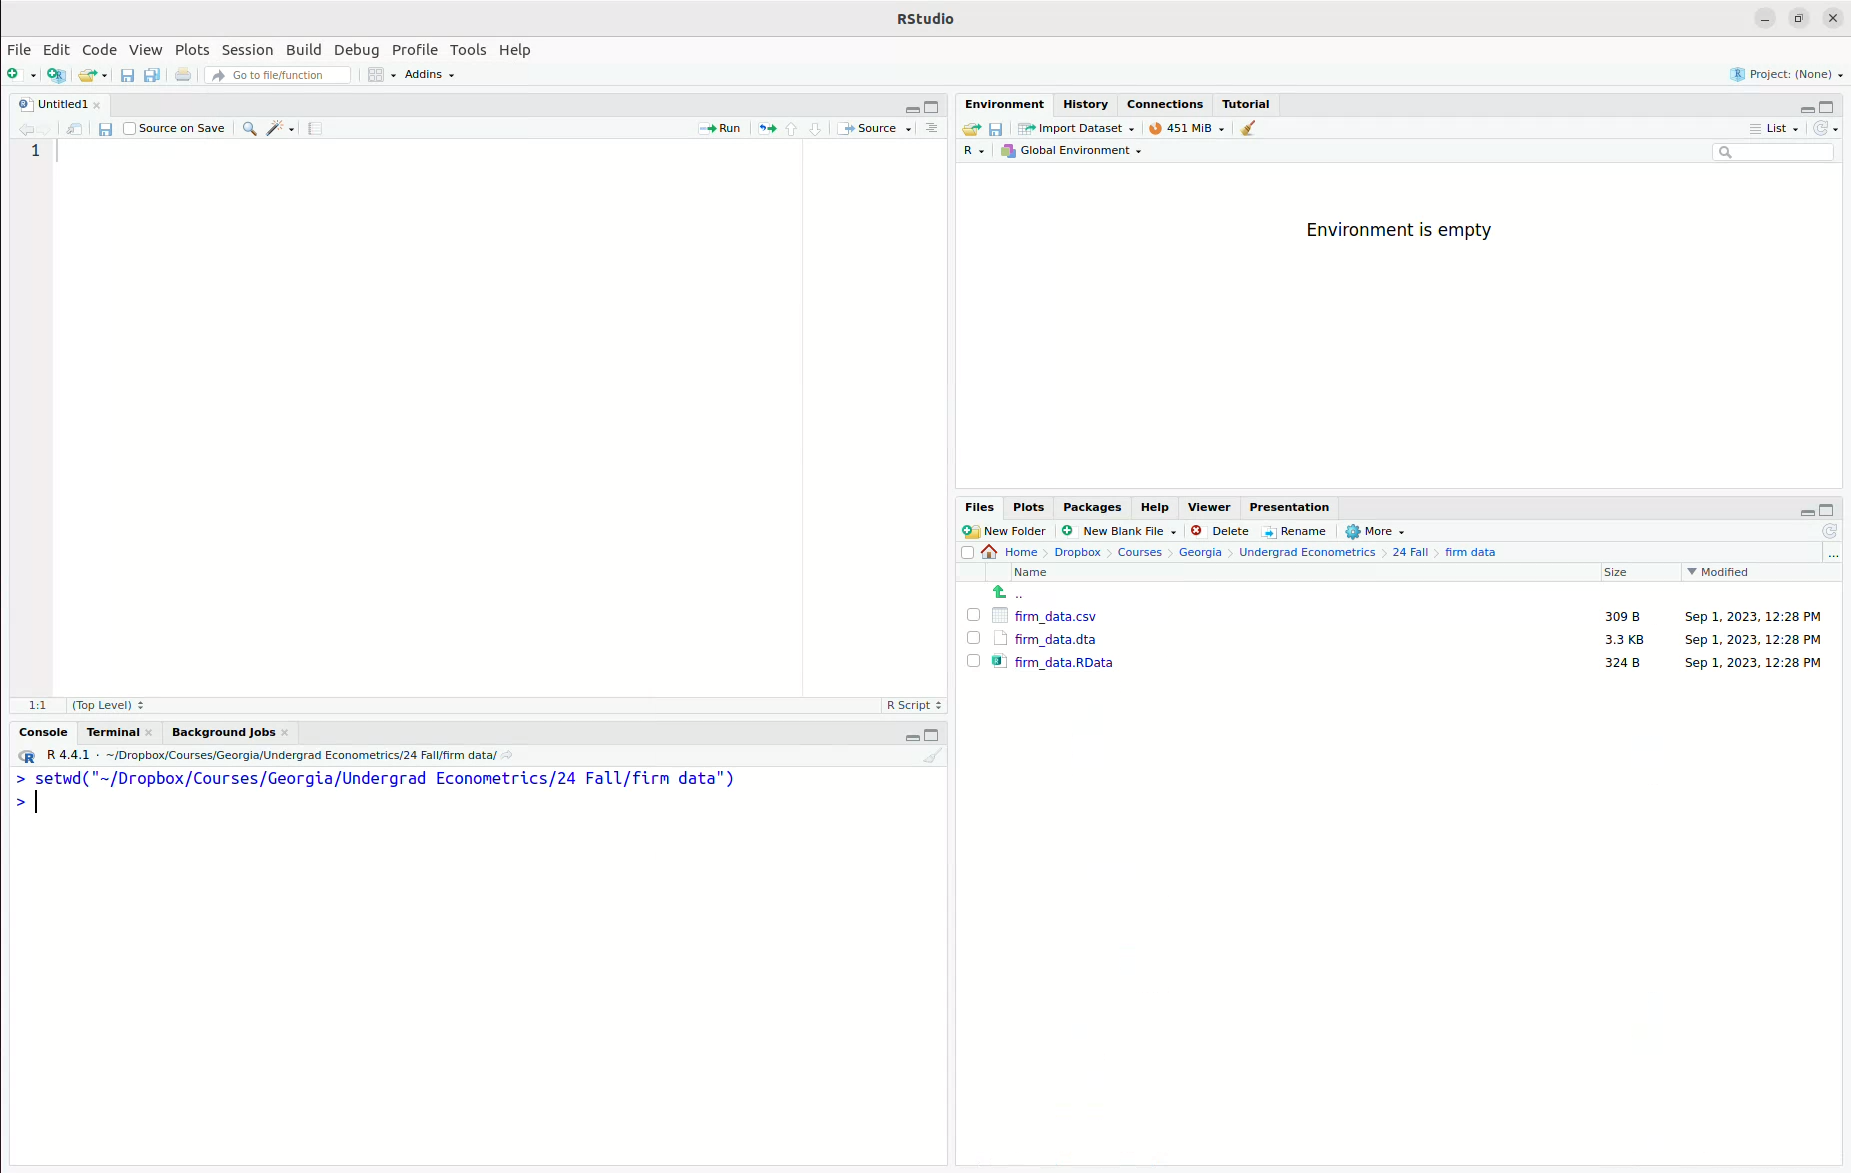 RStudio
File Edit Code View Plots Session Build Debug Profile Tools Help
Go to file/function Addins Project: (None)
Untitled1
Source on Save Run Source
1
1:1 (Top Level) R Script
Console Terminal Background Jobs
R 4.4.1 · ~/Dropbox/Courses/Georgia/Undergrad Econometrics/24 Fall/firm data/
> setwd("~/Dropbox/Courses/Georgia/Undergrad Econometrics/24 Fall/firm data")
>
Environment History Connections Tutorial
Import Dataset 451 MiB List
R Global Environment
Environment is empty
Files Plots Packages Help Viewer Presentation
New Folder New Blank File Delete Rename More
Home Dropbox Courses Georgia Undergrad Econometrics 24 Fall firm data ...
Name Size Modified
..
firm_data.csv 309 B Sep 1, 2023, 12:28 PM
firm_data.dta 3.3 KB Sep 1, 2023, 12:28 PM
firm_data.RData 324 B Sep 1, 2023, 12:28 PM